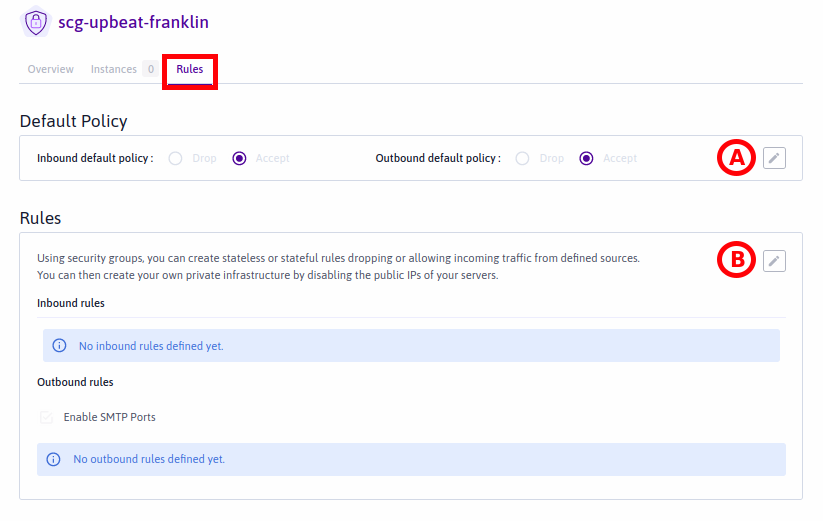 scg-upbeat-franklin
Overview Instances 0 Rules
Default Policy
Inbound default policy : Drop Accept Outbound default policy : Drop Accept A
Rules
Using security groups, you can create stateless or stateful rules dropping or allowing incoming traffic from defined sources. B
You can then create your own private infrastructure by disabling the public IPs of your servers.
Inbound rules
No inbound rules defined yet.
Outbound rules
Enable SMTP Ports
No outbound rules defined yet.